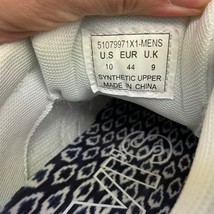 51079971X1-MENS
U.S EUR U.K
10 44 9
SYNTHETIC UPPER
MADE IN CHINA